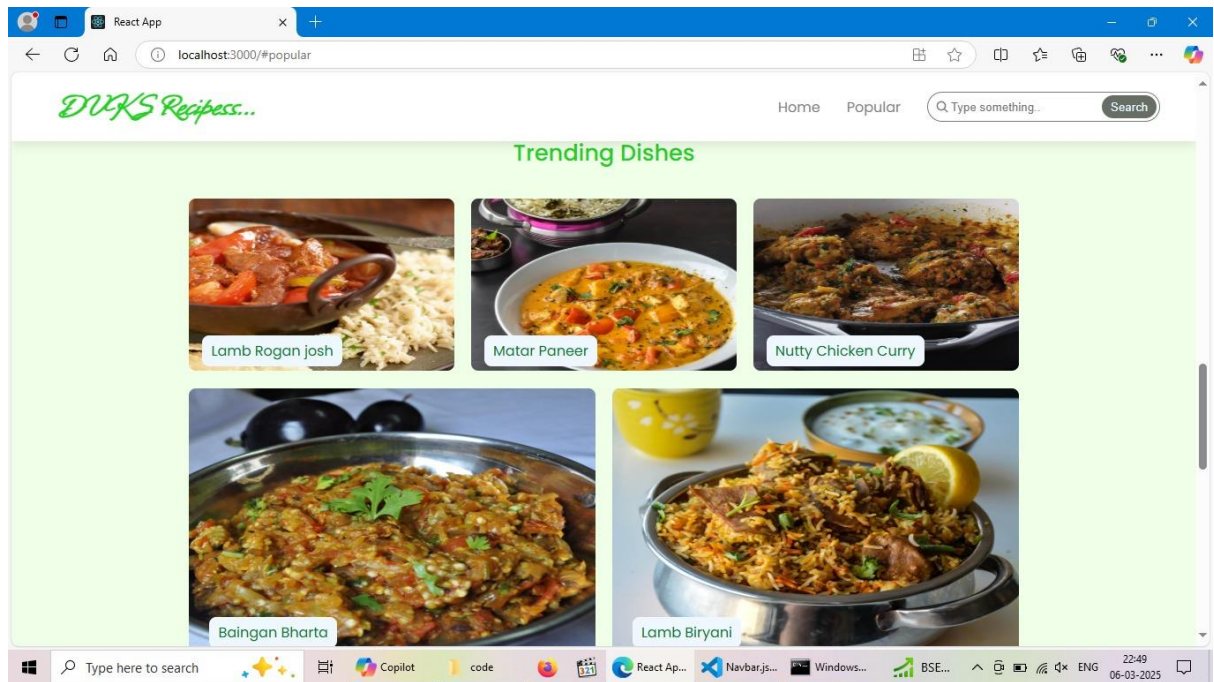 React App
localhost:3000/#popular
DUKS Recipess...
Home Popular Type something.. Search
Trending Dishes
Lamb Rogan josh
Matar Paneer
Nutty Chicken Curry
Baingan Bharta
Lamb Biryani
Type here to search Copilot code 321 React Ap... Navbar.js... Windows... BSE... ENG 22:49
06-03-2025